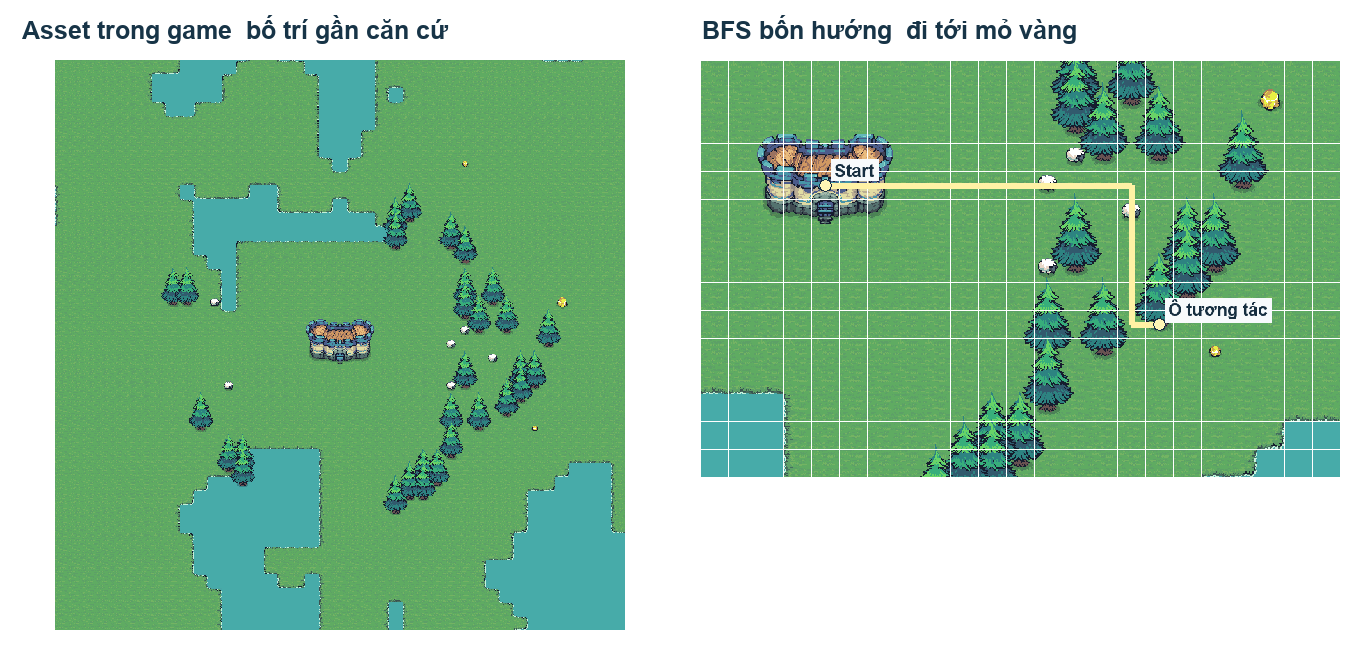 Asset trong game  bố trí gần căn cứ
BFS bốn hướng  đi tới mỏ vàng
Start
Ô tương tác